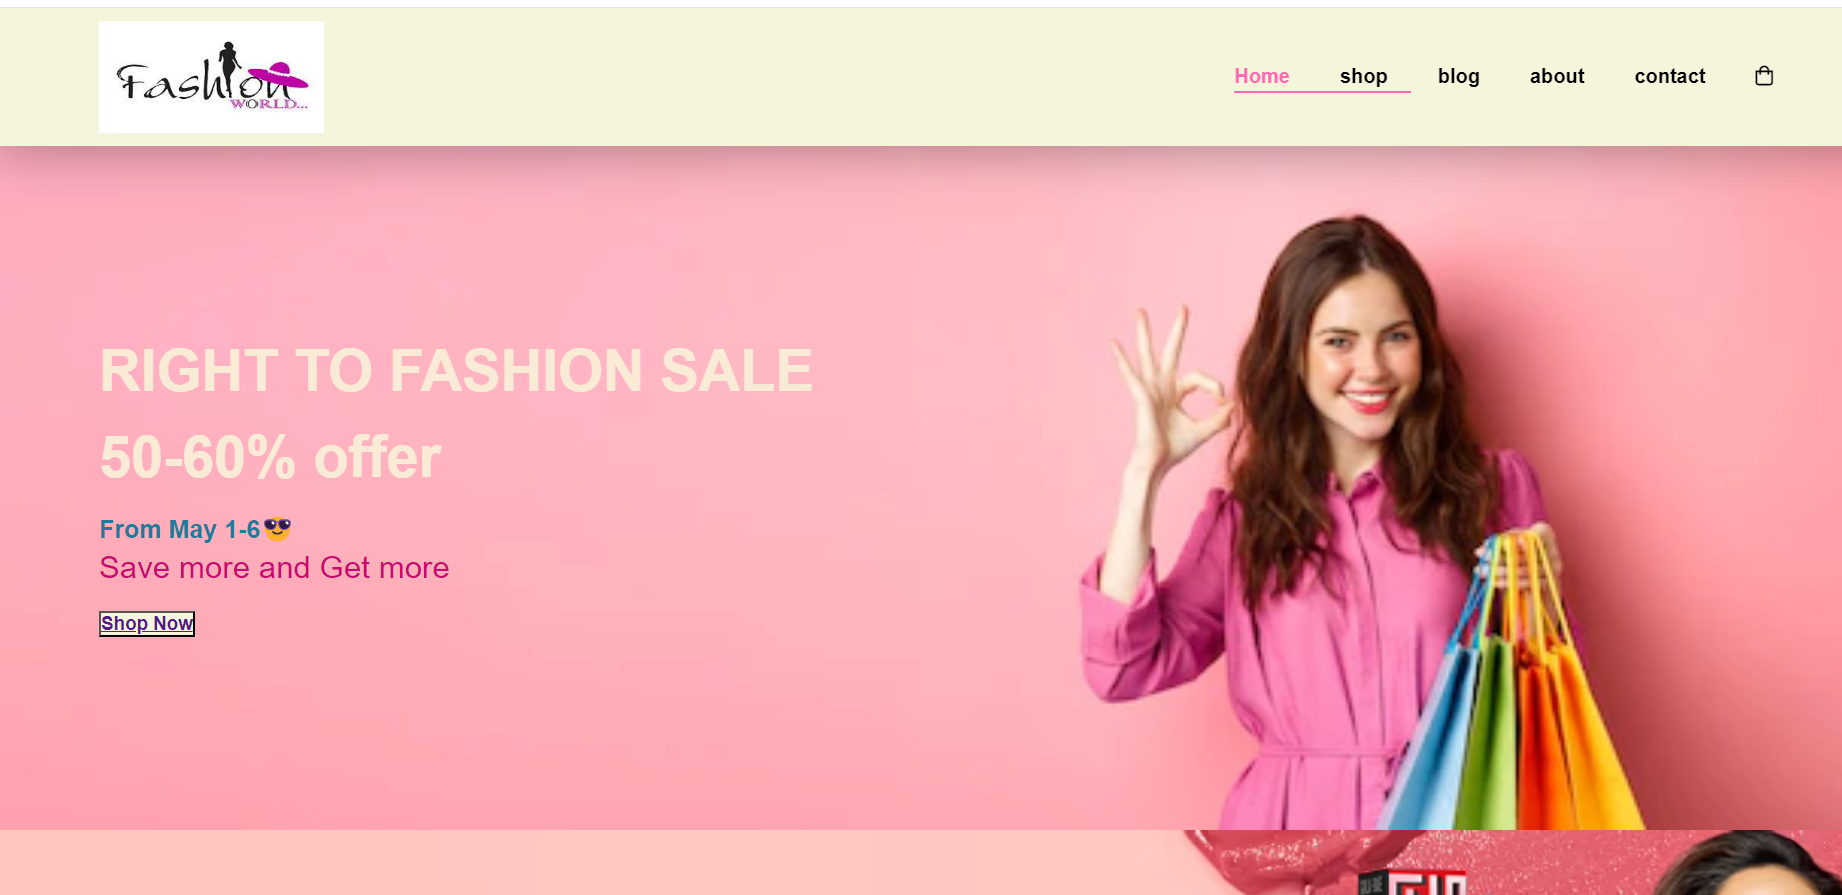 Fashion
WORLD...
Home shop blog about contact
RIGHT TO FASHION SALE
50-60% offer
From May 1-6😎
Save more and Get more
Shop Now